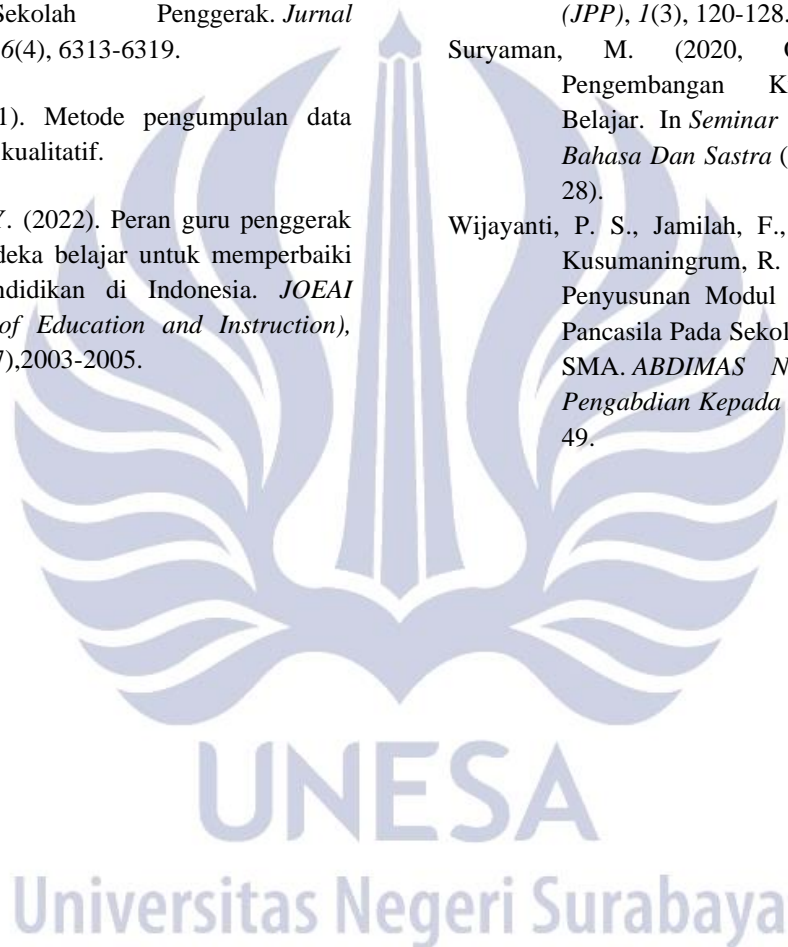 Sekolah Penggerak. Jurnal
6(4), 6313-6319.
1). Metode pengumpulan data
kualitatif.
Y. (2022). Peran guru penggerak
deka belajar untuk memperbaiki
ndidikan di Indonesia. JOEAI
of Education and Instruction),
7),2003-2005.
(JPP), 1(3), 120-128.
Suryaman, M. (2020,
Pengembangan K
Belajar. In Seminar
Bahasa Dan Sastra (
28).
Wijayanti, P. S., Jamilah, F.,
Kusumaningrum, R.
Penyusunan Modul
Pancasila Pada Sekol
SMA. ABDIMAS N
Pengabdian Kepada
49.
UNESA
Universitas Negeri Surabaya